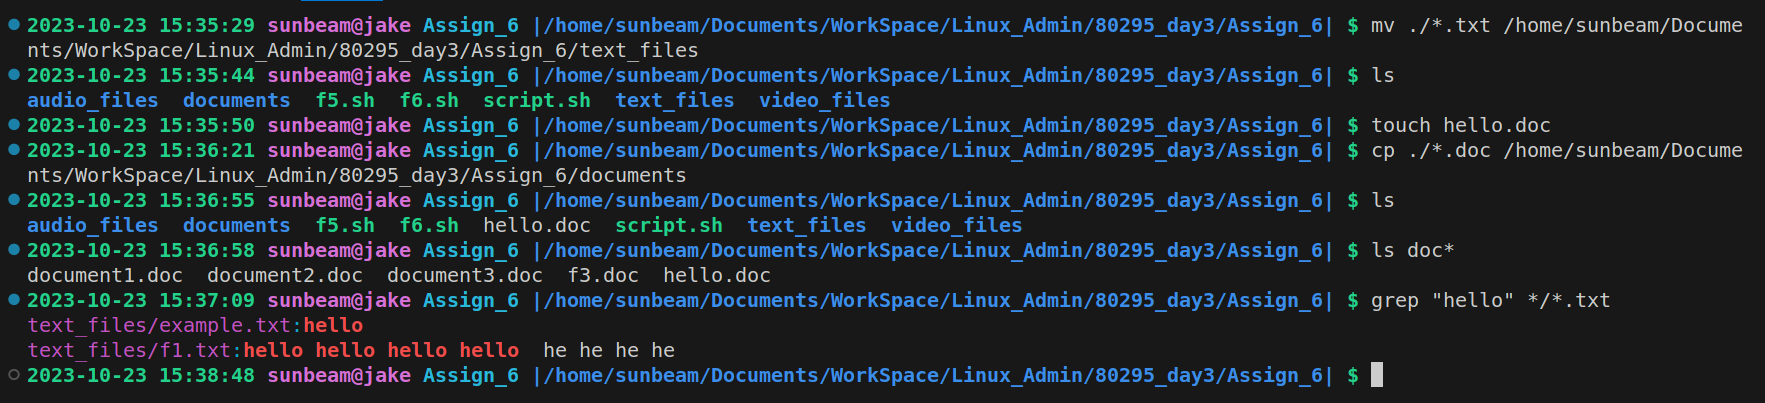 2023-10-23 15:35:29 sunbeam@jake Assign_6 |/home/sunbeam/Documents/WorkSpace/Linux_Admin/80295_day3/Assign_6| $ mv ./*.txt /home/sunbeam/Docume
nts/WorkSpace/Linux_Admin/80295_day3/Assign_6/text_files
2023-10-23 15:35:44 sunbeam@jake Assign_6 |/home/sunbeam/Documents/WorkSpace/Linux_Admin/80295_day3/Assign_6| $ ls
audio_files  documents  f5.sh  f6.sh  script.sh  text_files  video_files
2023-10-23 15:35:50 sunbeam@jake Assign_6 |/home/sunbeam/Documents/WorkSpace/Linux_Admin/80295_day3/Assign_6| $ touch hello.doc
2023-10-23 15:36:21 sunbeam@jake Assign_6 |/home/sunbeam/Documents/WorkSpace/Linux_Admin/80295_day3/Assign_6| $ cp ./*.doc /home/sunbeam/Docume
nts/WorkSpace/Linux_Admin/80295_day3/Assign_6/documents
2023-10-23 15:36:55 sunbeam@jake Assign_6 |/home/sunbeam/Documents/WorkSpace/Linux_Admin/80295_day3/Assign_6| $ ls
audio_files  documents  f5.sh  f6.sh  hello.doc  script.sh  text_files  video_files
2023-10-23 15:36:58 sunbeam@jake Assign_6 |/home/sunbeam/Documents/WorkSpace/Linux_Admin/80295_day3/Assign_6| $ ls doc*
document1.doc  document2.doc  document3.doc  f3.doc  hello.doc
2023-10-23 15:37:09 sunbeam@jake Assign_6 |/home/sunbeam/Documents/WorkSpace/Linux_Admin/80295_day3/Assign_6| $ grep "hello" */*.txt
text_files/example.txt:hello
text_files/f1.txt:hello hello hello hello  he he he he
2023-10-23 15:38:48 sunbeam@jake Assign_6 |/home/sunbeam/Documents/WorkSpace/Linux_Admin/80295_day3/Assign_6| $